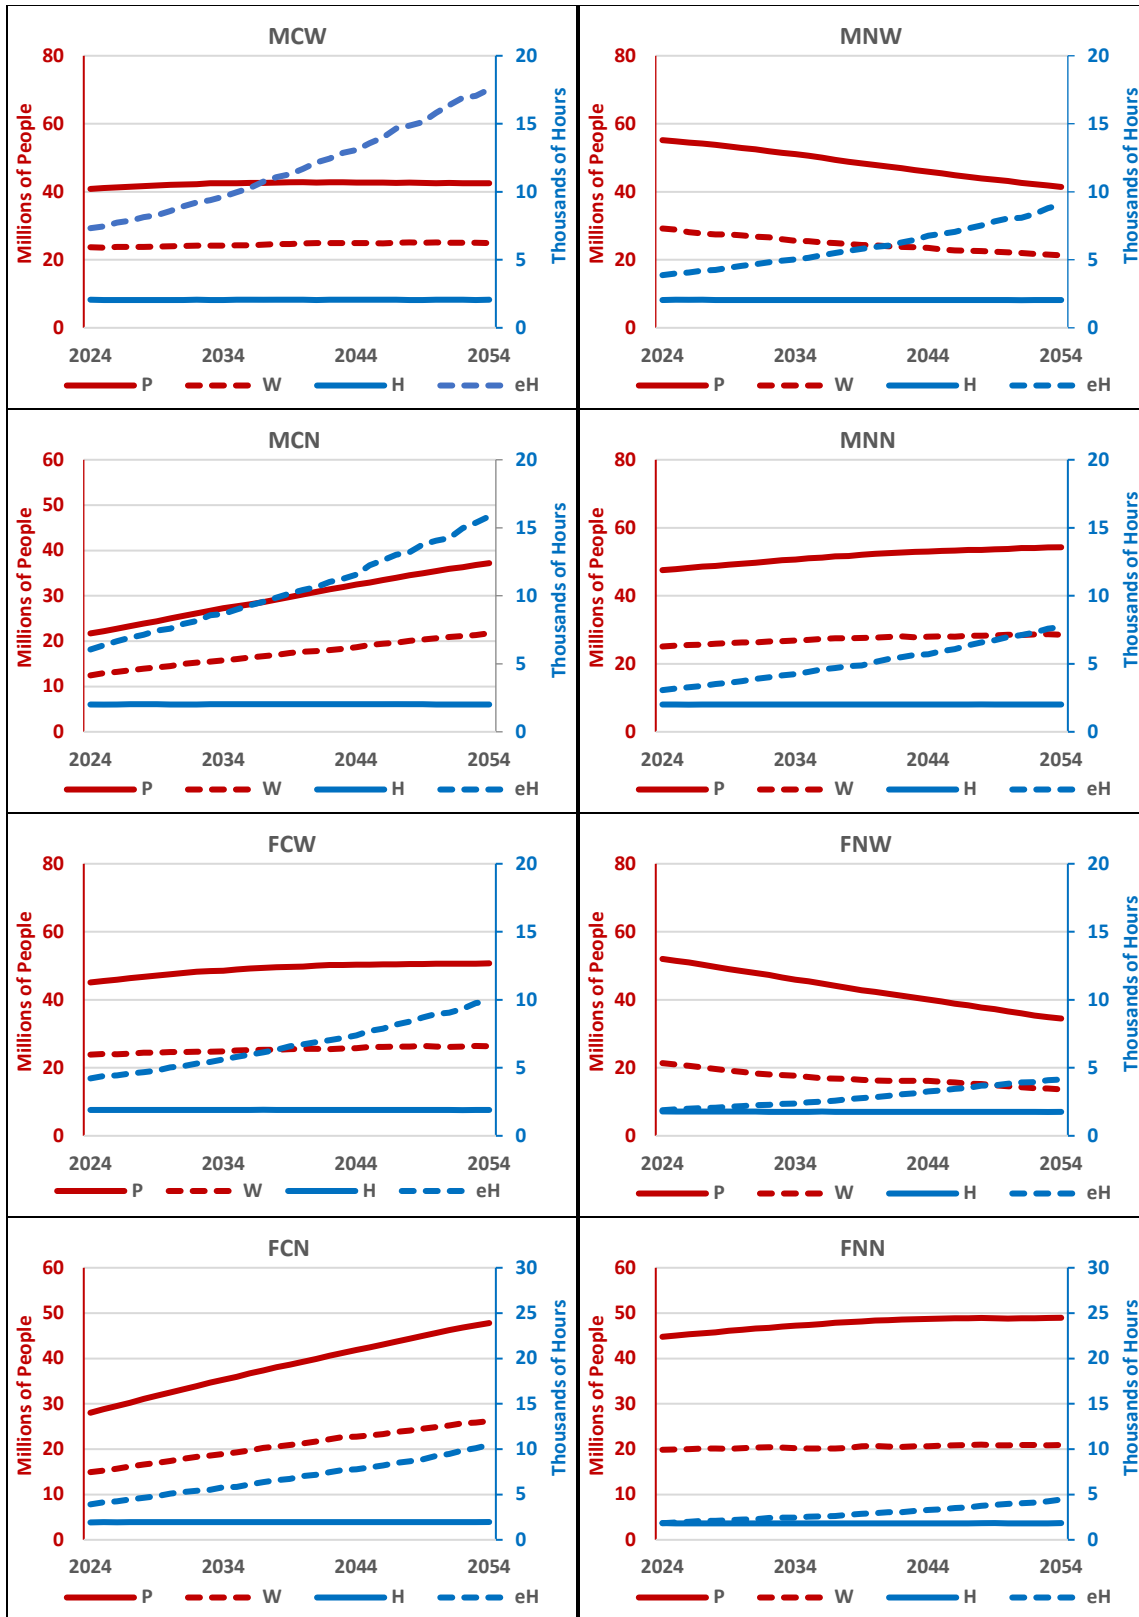 MCW
80 20
60 15
40 10
20 5
0 0
Millions of People
Thousands of Hours
2024 2034 2044 2054
P W H eH
MNW
80 20
60 15
40 10
20 5
0 0
Millions of People
Thousands of Hours
2024 2034 2044 2054
P W H eH
MCN
60 20
50
40 15
30 10
20
10 5
0 0
Millions of People
Thousands of Hours
2024 2034 2044 2054
P W H eH
MNN
80 20
60 15
40 10
20 5
0 0
Millions of People
Thousands of Hours
2024 2034 2044 2054
P W H eH
FCW
80 20
60 15
40 10
20 5
0 0
Millions of People
Thousands of Hours
2024 2034 2044 2054
P W H eH
FNW
80 20
60 15
40 10
20 5
0 0
Millions of People
Thousands of Hours
2024 2034 2044 2054
P W H eH
FCN
60 30
50 25
40 20
30 15
20 10
10 5
0 0
Millions of People
Thousands of Hours
2024 2034 2044 2054
P W H eH
FNN
60 30
50 25
40 20
30 15
20 10
10 5
0 0
Millions of People
Thousands of Hours
2024 2034 2044 2054
P W H eH